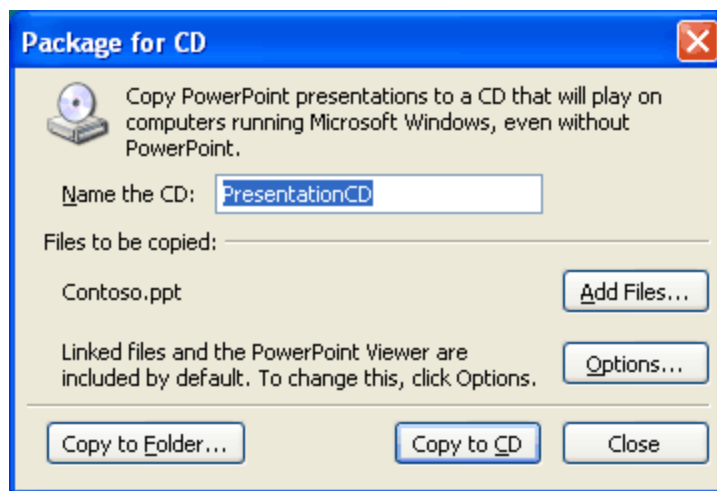 Package for CD
Copy PowerPoint presentations to a CD that will play on
computers running Microsoft Windows, even without
PowerPoint.
Name the CD: PresentationCD
Files to be copied:
Contoso.ppt
Add Files...
Linked files and the PowerPoint Viewer are
included by default. To change this, click Options.
Options...
Copy to Folder... Copy to CD Close